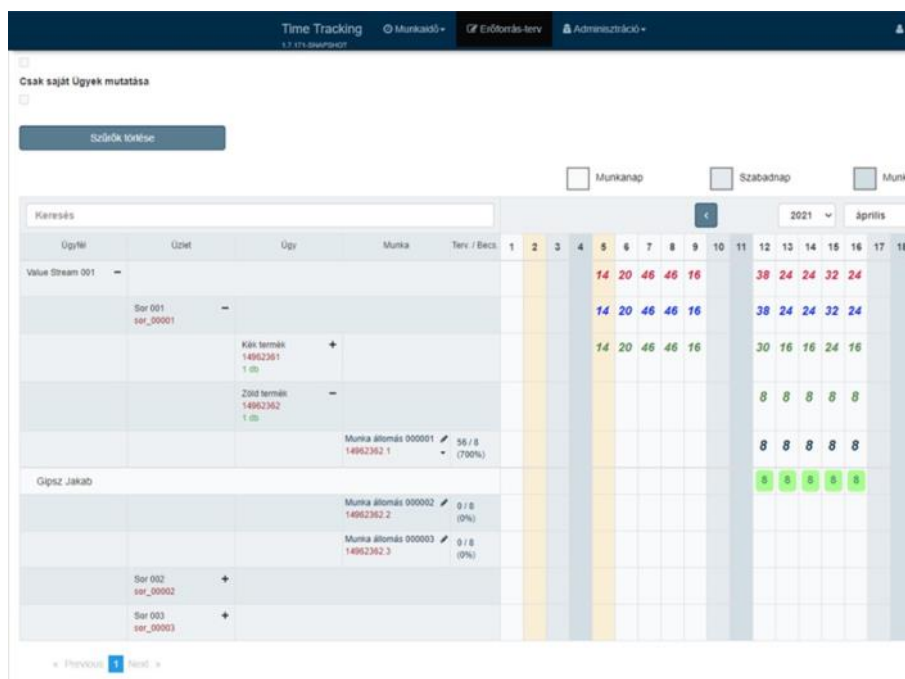 Time Tracking
1.7.171-SNAPSHOT
Munkaidő
Erőforrás-terv
Adminisztráció
Csak saját Ügyek mutatása
Szűrők törlése
Munkanap
Szabadnap
Munk
Keresés
2021
április
Ügyfél Üzlet Ügy Munka Terv. / Becs. 1 2 3 4 5 6 7 8 9 10 11 12 13 14 15 16 17 18
Value Stream 001 − 14 20 46 46 16 38 24 24 32 24
Sor 001 − 14 20 46 46 16 38 24 24 32 24
sor_00001
Kék termék + 14 20 46 46 16 30 16 16 24 16
14962361
1 db
Zöld termék − 8 8 8 8 8
14962362
1 db
Munka állomás 000001 56 / 8 8 8 8 8 8
14962362.1 (700%)
Gipsz Jakab 8 8 8 8 8
Munka állomás 000002 0 / 8
14962362.2 (0%)
Munka állomás 000003 0 / 8
14962362.3 (0%)
Sor 002 +
sor_00002
Sor 003 +
sor_00003
« Previous 1 Next »